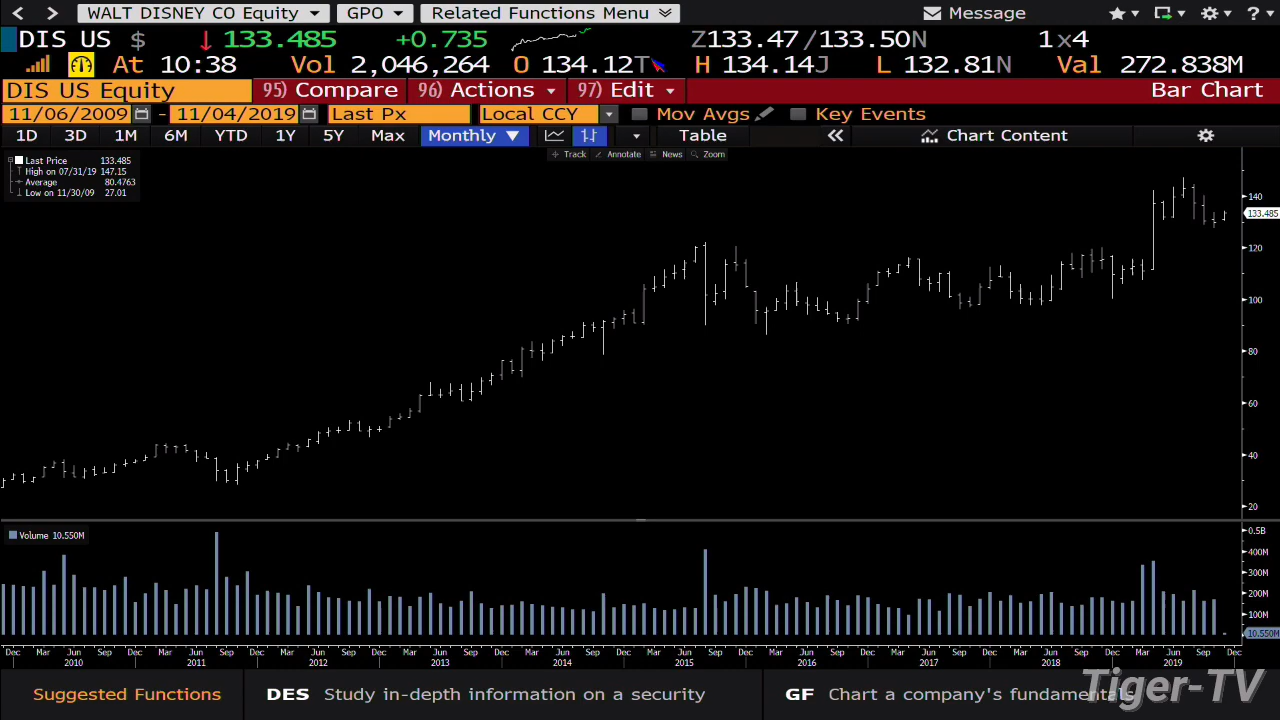 WALT DISNEY CO Equity GPO Related Functions Menu Message
DIS US $ 133.485 +0.735 Z133.47/133.50N 1x4
At 10:38 Vol 2,046,264 O 134.12T H 134.14J L 132.81N Val 272.838M
DIS US Equity 95) Compare 96) Actions 97) Edit Bar Chart
11/06/2009 - 11/04/2019 Last Px Local CCY Mov Avgs Key Events
1D 3D 1M 6M YTD 1Y 5Y Max Monthly ▼ Table « Chart Content
Track Annotate News Zoom
Last Price 133.485
High on 07/31/19 147.15
Average 80.4763
Low on 11/30/09 27.01
140
133.485
120
100
80
60
40
20
Volume 10.550M
0.5B
400M
300M
200M
100M
10.550M
Dec Mar Jun Sep Dec Mar Jun Sep Dec Mar Jun Sep Dec Mar Jun Sep Dec Mar Jun Sep Dec Mar Jun Sep Dec Mar Jun Sep Dec Mar Jun Sep Dec Mar Jun Sep Dec Mar Jun Sep Dec
2010 2011 2012 2013 2014 2015 2016 2017 2018 2019
Suggested Functions DES Study in-depth information on a security GF Chart a company's fundamentals
Tiger-TV